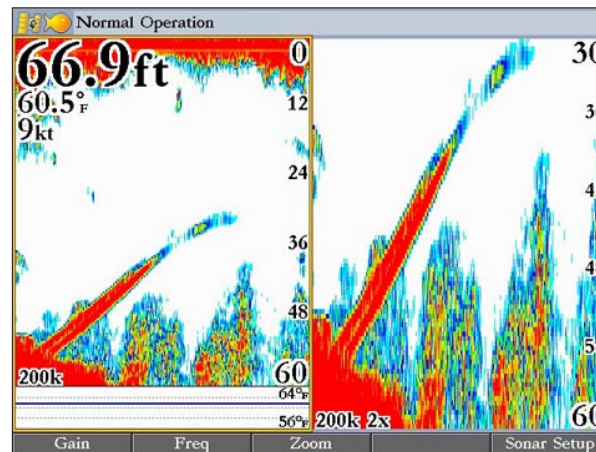 Normal Operation
66.9ft
60.5°F
9kt
0
12
24
36
48
60
200k
64°F
56°F
30
60
200k 2x
Gain Freq Zoom Sonar Setup